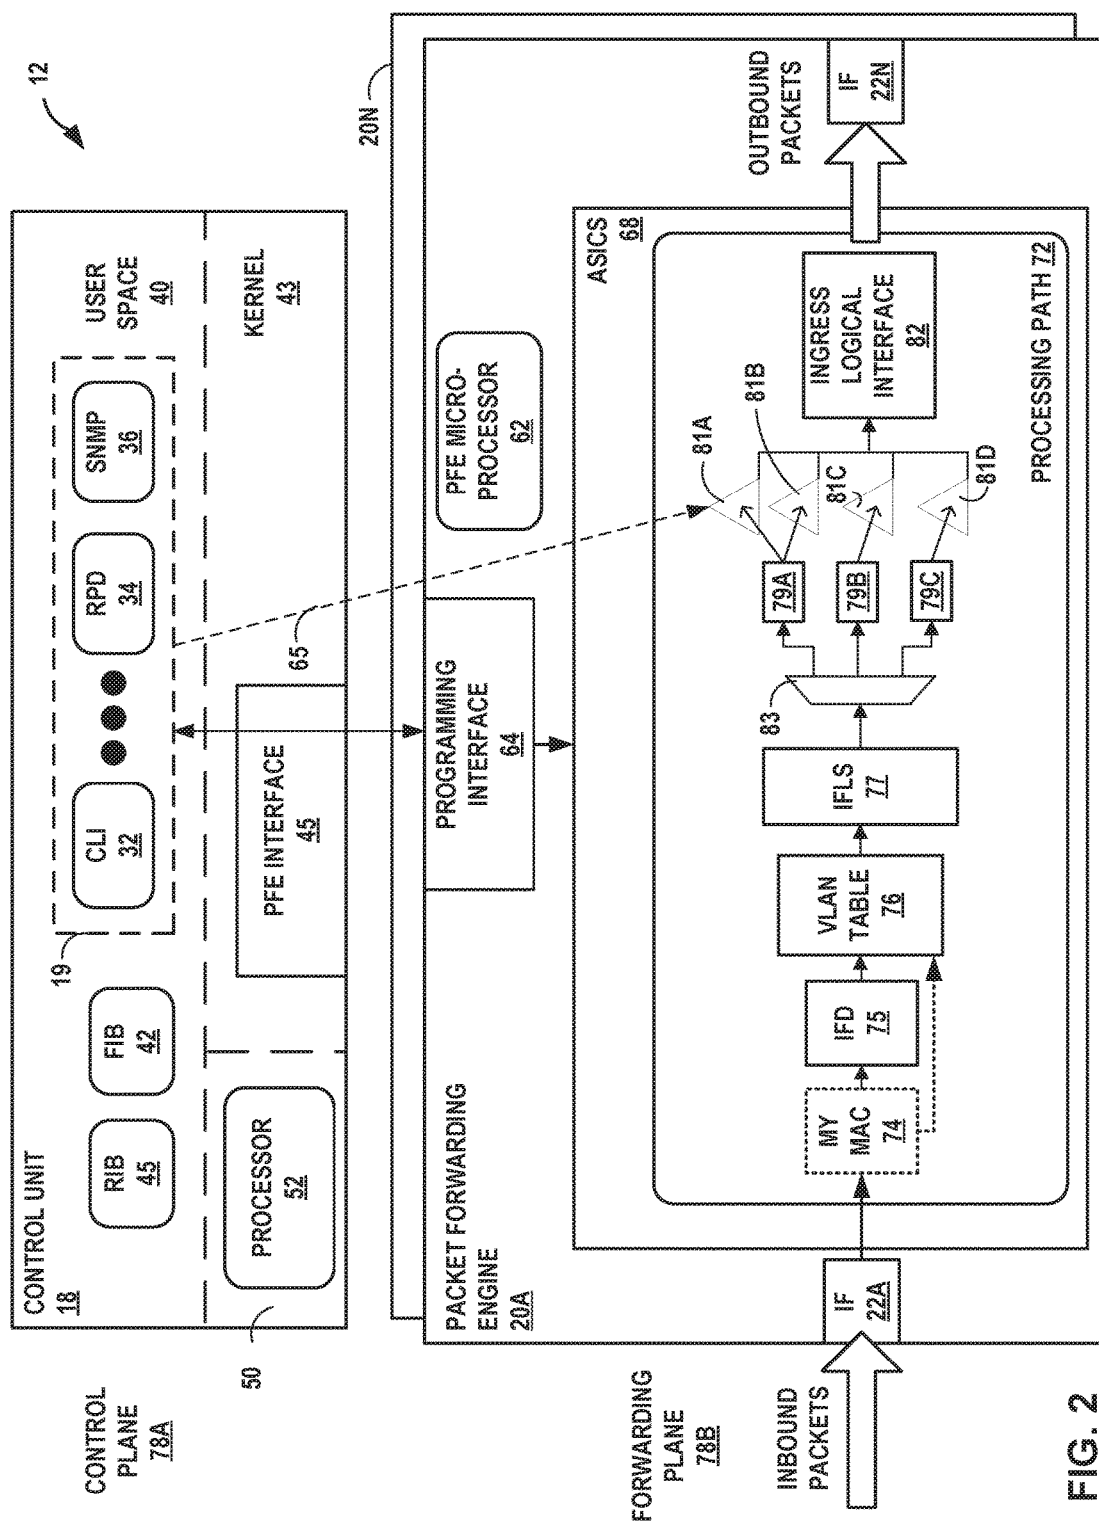 12
CONTROL PLANE
78A
CONTROL UNIT
18
RIB
45
FIB
42
19
CLI
32
RPD
34
SNMP
36
USER
SPACE
40
50
PROCESSOR
52
PFE INTERFACE
45
KERNEL
43
65
20N
FORWARDING
PLANE
78B
PACKET FORWARDING
ENGINE
20A
PROGRAMMING
INTERFACE
64
PFE MICRO-
PROCESSOR
62
ASICS
68
INBOUND
PACKETS
IF
22A
MY
MAC
74
IFD
75
VLAN
TABLE
76
IFLS
77
83
79A
79B
79C
81A
81B
81C
81D
INGRESS
LOGICAL
INTERFACE
82
PROCESSING PATH 72
OUTBOUND
PACKETS
IF
22N
FIG. 2